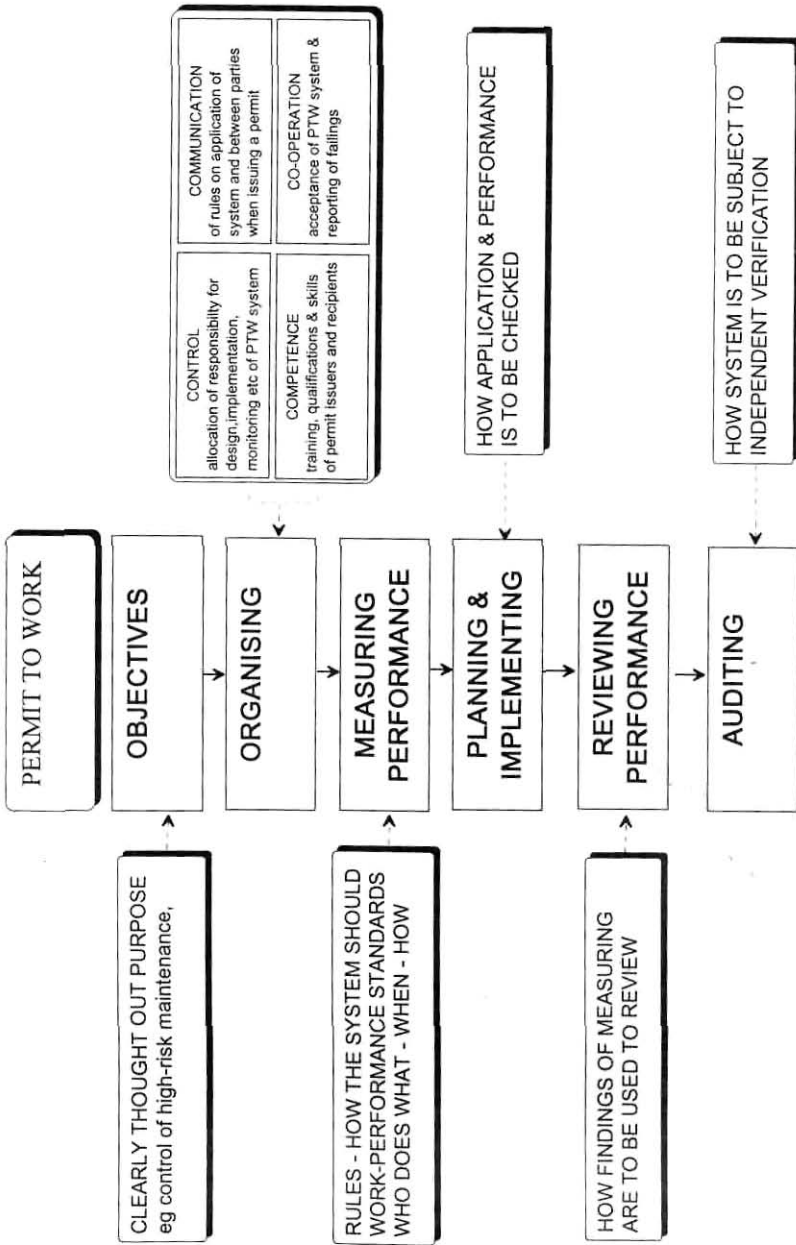 PERMIT TO WORK
CLEARLY THOUGHT OUT PURPOSE
eg control of high-risk maintenance,
OBJECTIVES
ORGANISING
CONTROL
allocation of responsibilty for
design,implementation,
monitoring etc of PTW system
COMMUNICATION
of rules on application of
system and between parties
when issuing a permit
COMPETENCE
training, qualifications & skills
of permit issuers and recipients
CO-OPERATION
acceptance of PTW system &
reporting of failings
RULES - HOW THE SYSTEM SHOULD
WORK-PERFORMANCE STANDARDS
WHO DOES WHAT - WHEN - HOW
MEASURING
PERFORMANCE
PLANNING &
IMPLEMENTING
HOW APPLICATION & PERFORMANCE
IS TO BE CHECKED
HOW FINDINGS OF MEASURING
ARE TO BE USED TO REVIEW
REVIEWING
PERFORMANCE
AUDITING
HOW SYSTEM IS TO BE SUBJECT TO
INDEPENDENT VERIFICATION